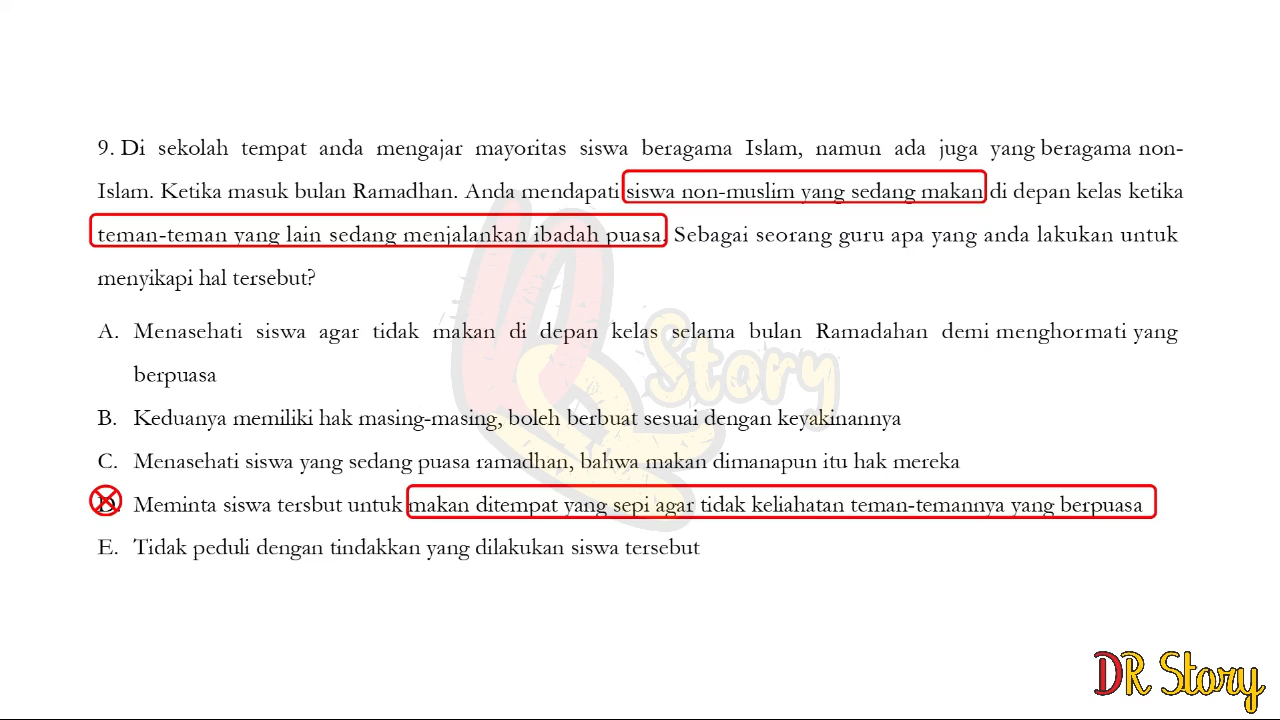 9. Di sekolah tempat anda mengajar mayoritas siswa beragama Islam, namun ada juga yang beragama non-
Islam. Ketika masuk bulan Ramadhan. Anda mendapati siswa non-muslim yang sedang makan di depan kelas ketika
teman-teman yang lain sedang menjalankan ibadah puasa. Sebagai seorang guru apa yang anda lakukan untuk
menyikapi hal tersebut?
A. Menasehati siswa agar tidak makan di depan kelas selama bulan Ramadahan demi menghormati yang
berpuasa
B. Keduanya memiliki hak masing-masing, boleh berbuat sesuai dengan keyakinannya
C. Menasehati siswa yang sedang puasa ramadhan, bahwa makan dimanapun itu hak mereka
D. Meminta siswa tersbut untuk makan ditempat yang sepi agar tidak keliahatan teman-temannya yang berpuasa
E. Tidak peduli dengan tindakkan yang dilakukan siswa tersebut
Story
DR Story